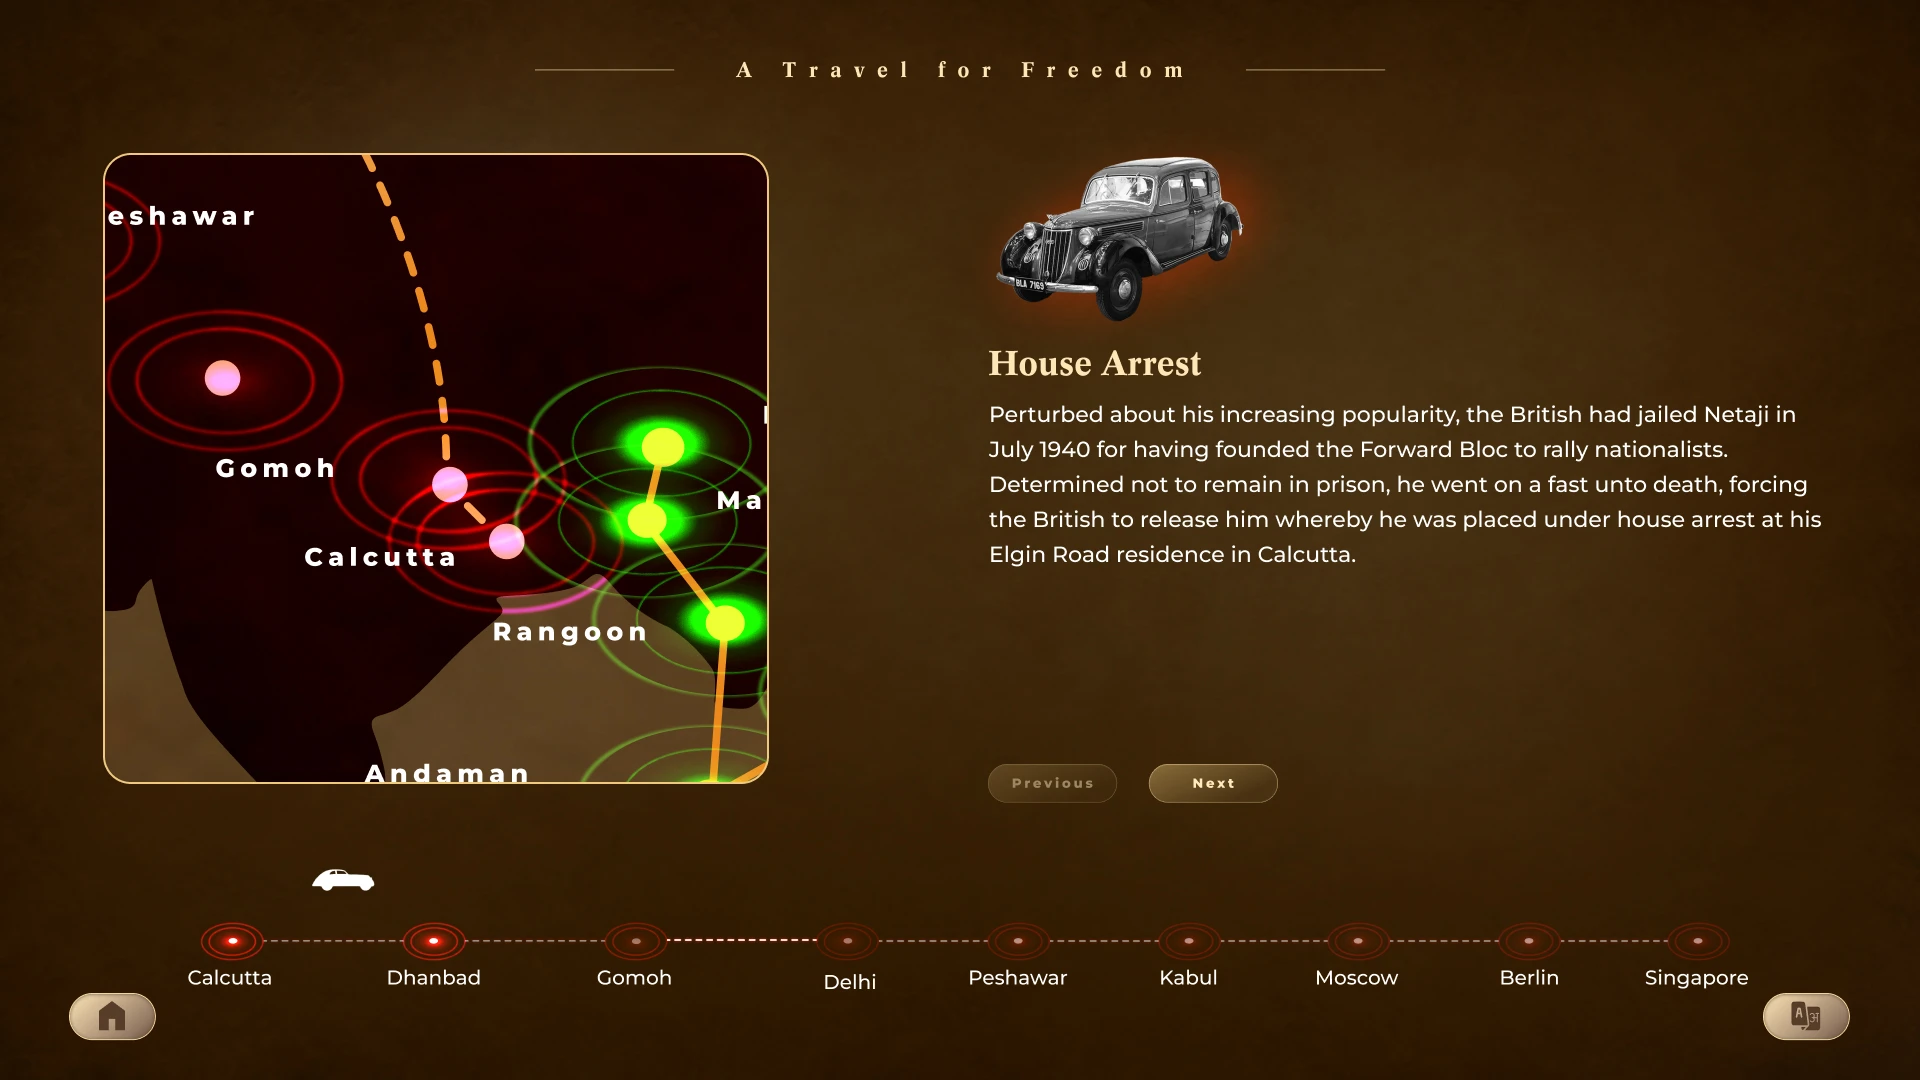 A Travel for Freedom
eshawar
Gomoh
Calcutta
Ma
Rangoon
Andaman
BLA 7169
House Arrest
Perturbed about his increasing popularity, the British had jailed Netaji in
July 1940 for having founded the Forward Bloc to rally nationalists.
Determined not to remain in prison, he went on a fast unto death, forcing
the British to release him whereby he was placed under house arrest at his
Elgin Road residence in Calcutta.
Previous
Next
Calcutta
Dhanbad
Gomoh
Delhi
Peshawar
Kabul
Moscow
Berlin
Singapore
A